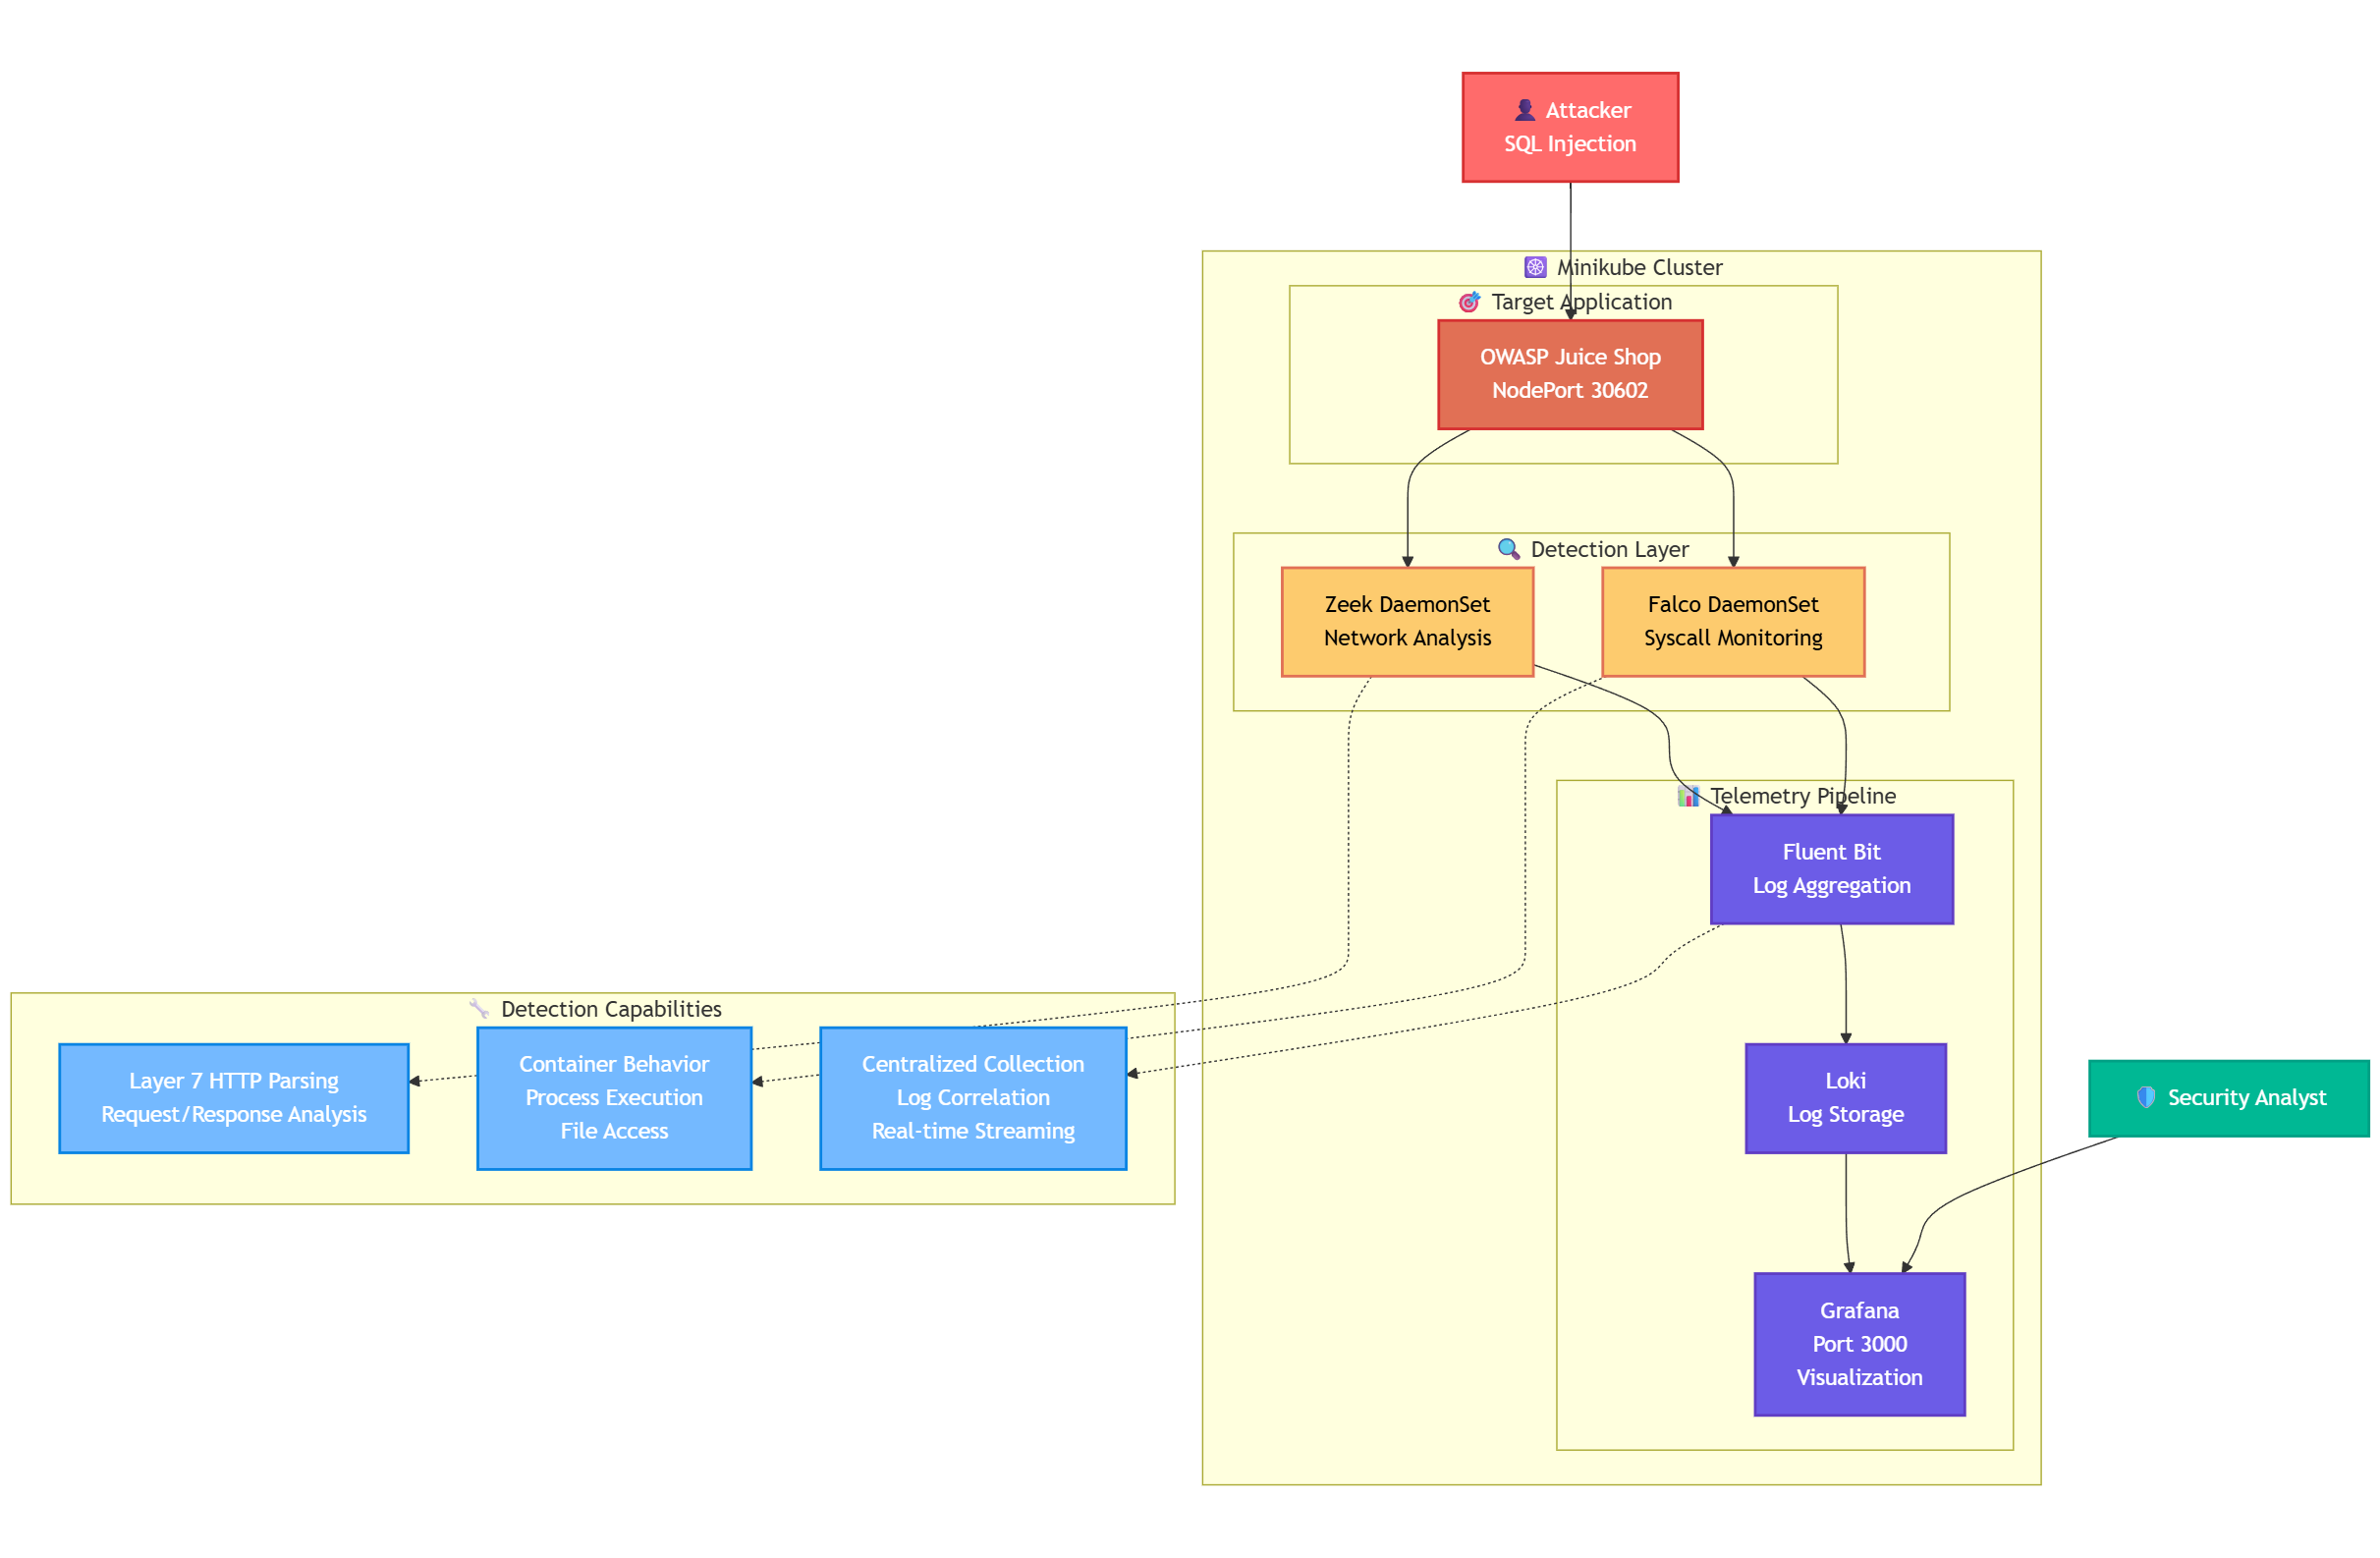 Attacker
SQL Injection
Minikube Cluster
Target Application
OWASP Juice Shop
NodePort 30602
Detection Layer
Zeek DaemonSet
Network Analysis
Falco DaemonSet
Syscall Monitoring
Telemetry Pipeline
Fluent Bit
Log Aggregation
Detection Capabilities
Layer 7 HTTP Parsing
Request/Response Analysis
Container Behavior
Process Execution
File Access
Centralized Collection
Log Correlation
Real-time Streaming
Loki
Log Storage
Security Analyst
Grafana
Port 3000
Visualization